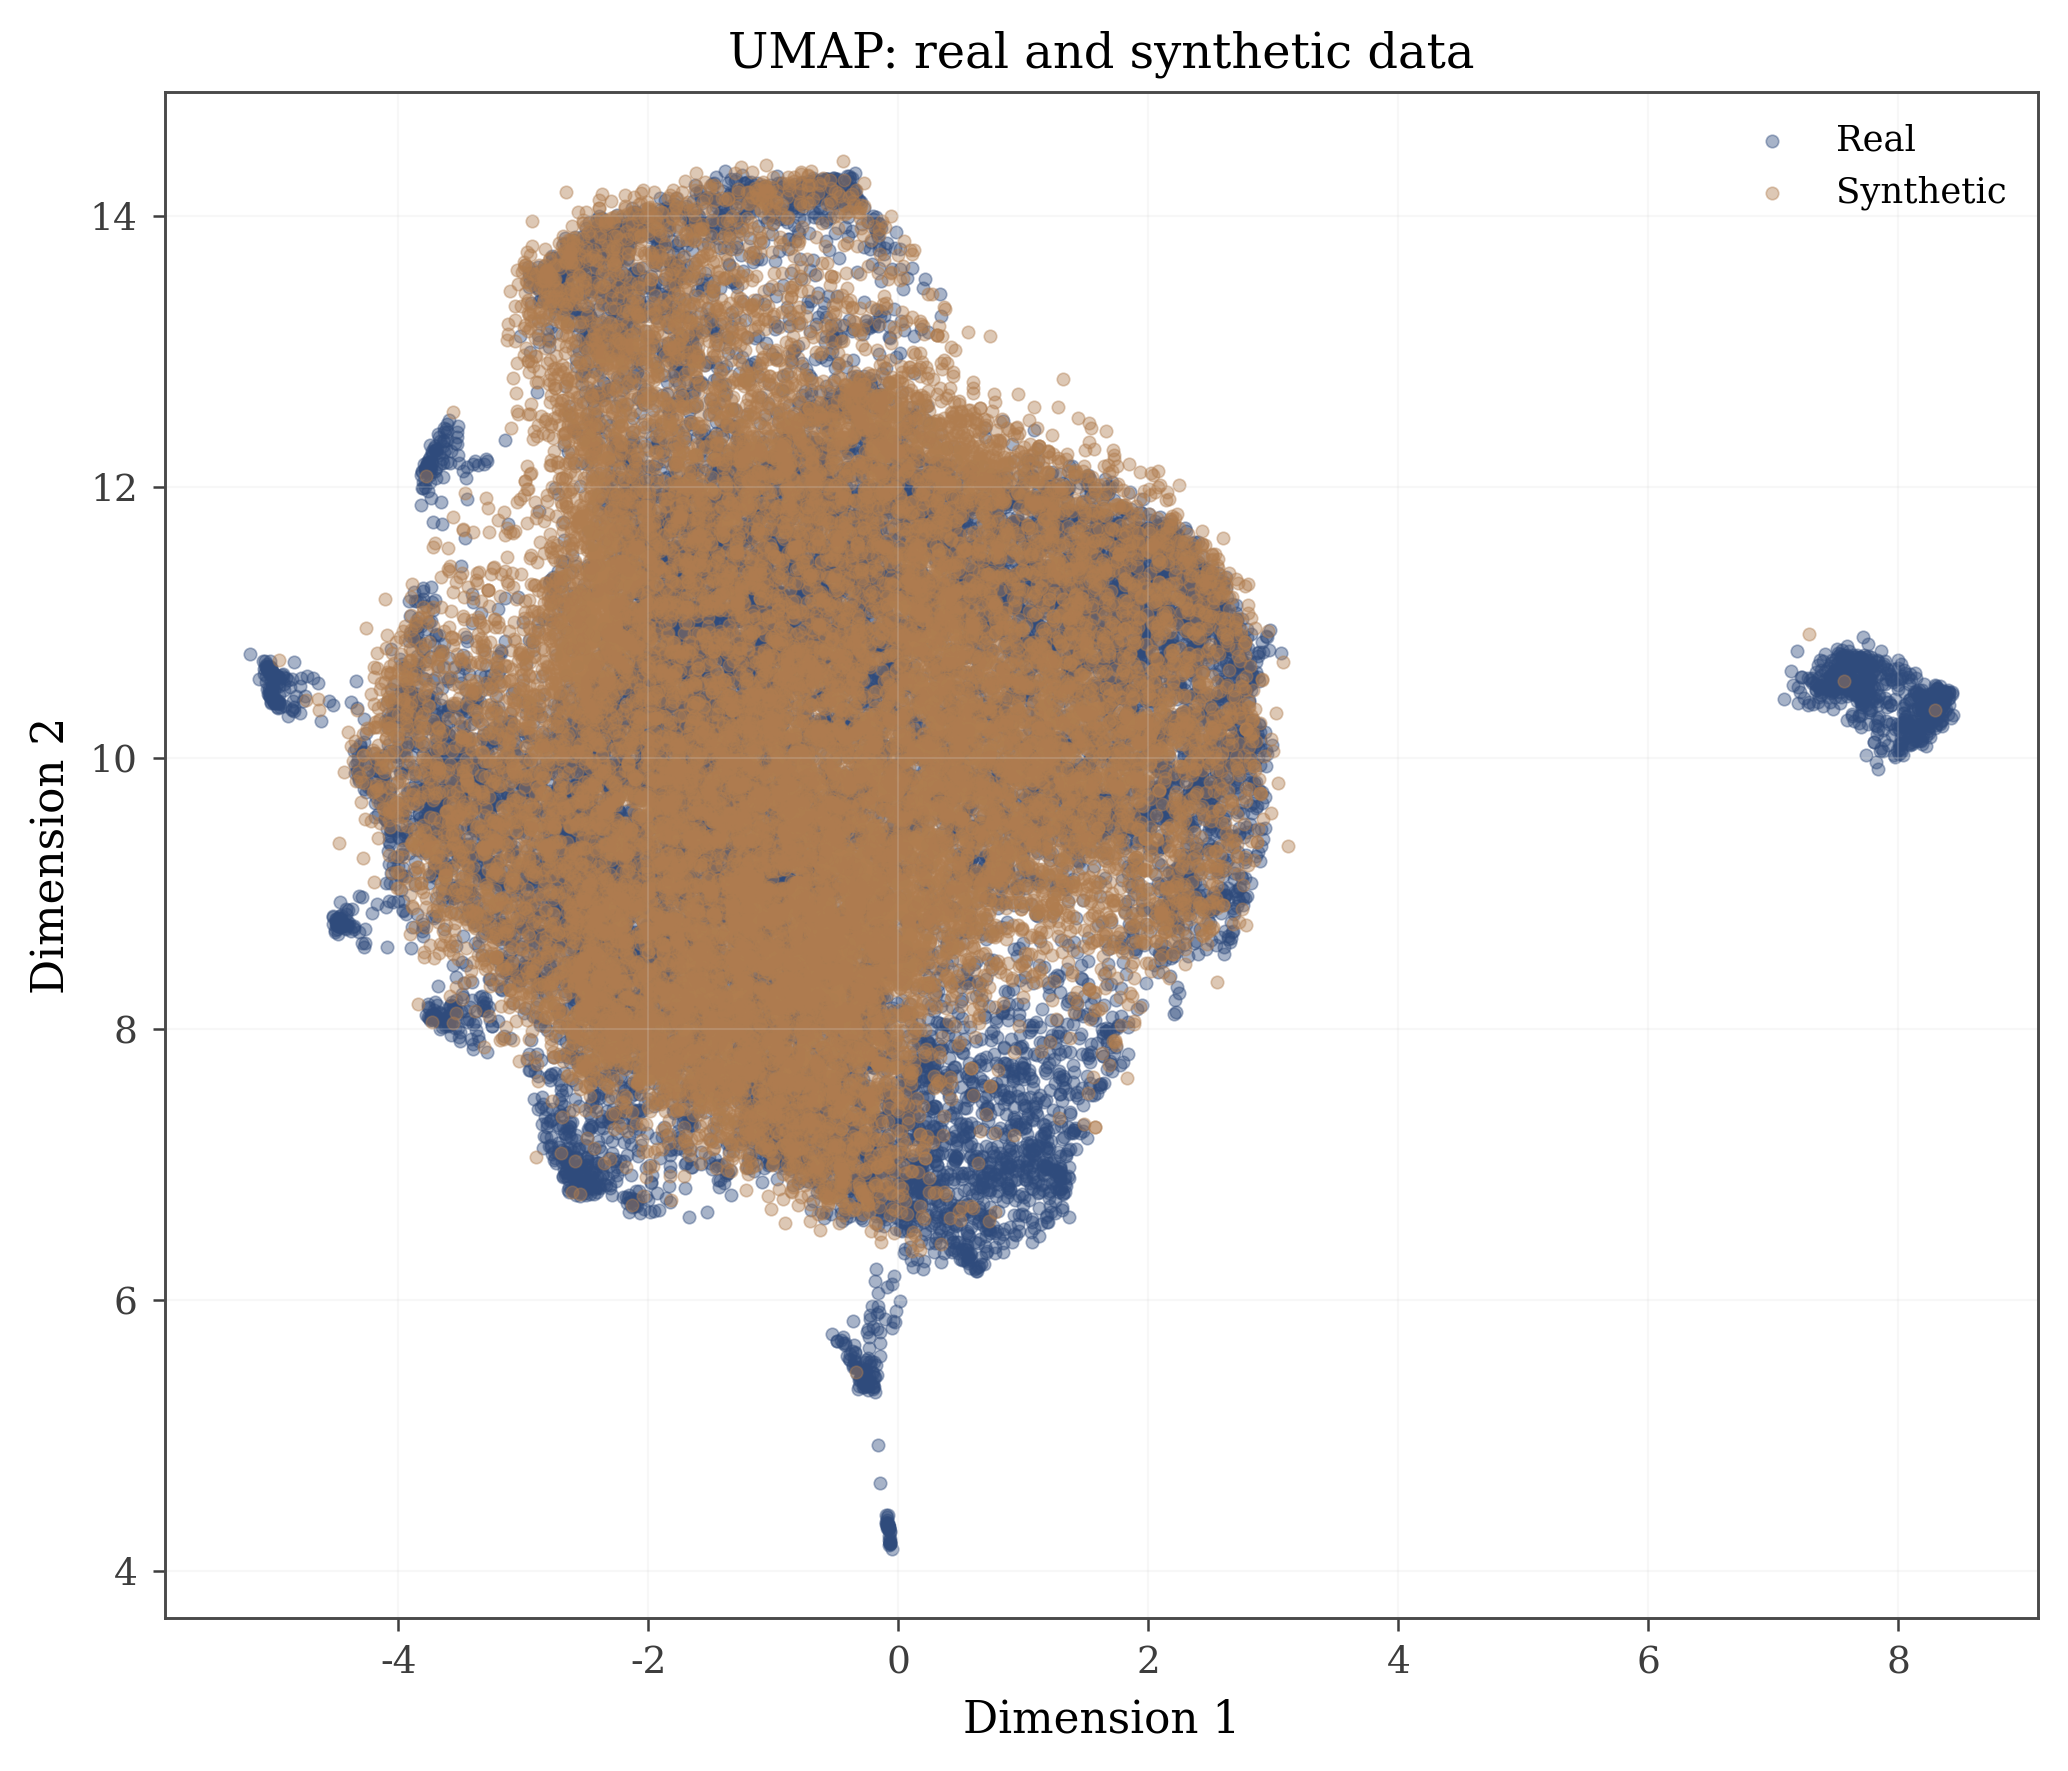 UMAP: real and synthetic data
Real
Synthetic
14
12
10
8
6
4
Dimension 2
-4
-2
0
2
4
6
8
Dimension 1